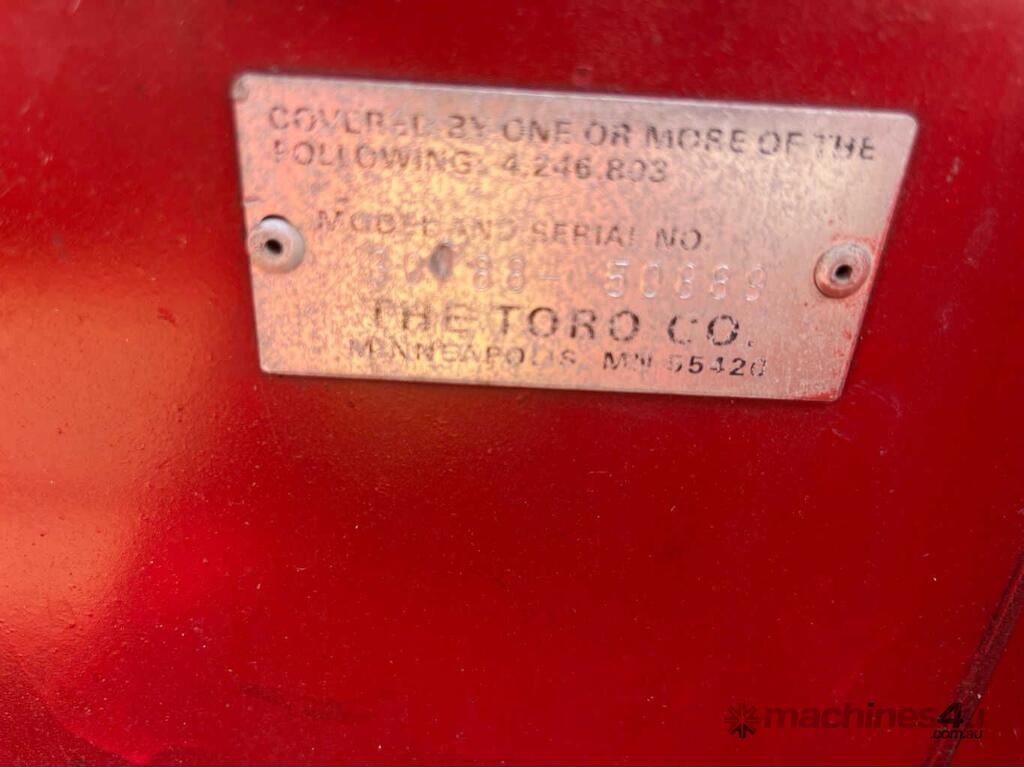 COVERED BY ONE OR MORE OF THE
FOLLOWING: 4,246,803
MODEL AND SERIAL NO
50889
THE TORO CO.
MINNEAPOLIS, MN 55420
machines4u
.com.au